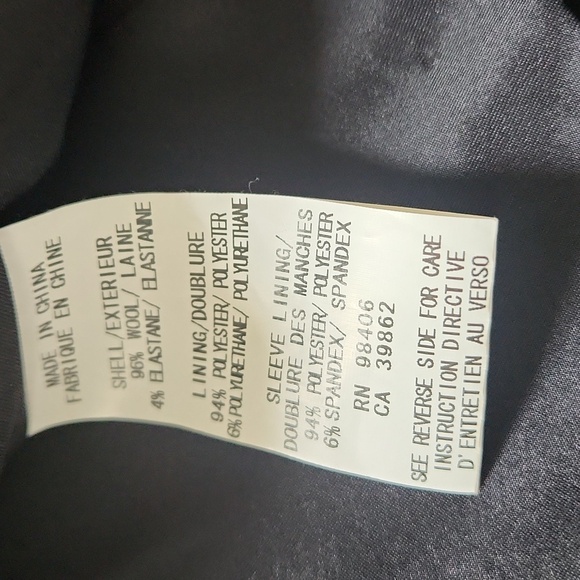 MADE IN CHINA
FABRIQUE EN CHINE
SHELL/EXTERIEUR
96% WOOL/ LAINE
4% ELASTANE/ ELASTANNE
LINING/DOUBLURE
94% POLYESTER/ POLYESTER
6% POLYURETHANE/ POLYURETHANE
SLEEVE LINING/
DOUBLURE DES MANCHES
94% POLYESTER/ POLYESTER
6% SPANDEX/ SPANDEX
RN 98406
CA 39862
SEE REVERSE SIDE FOR CARE
INSTRUCTION DIRECTIVE
D'ENTRETIEN AU VERSO